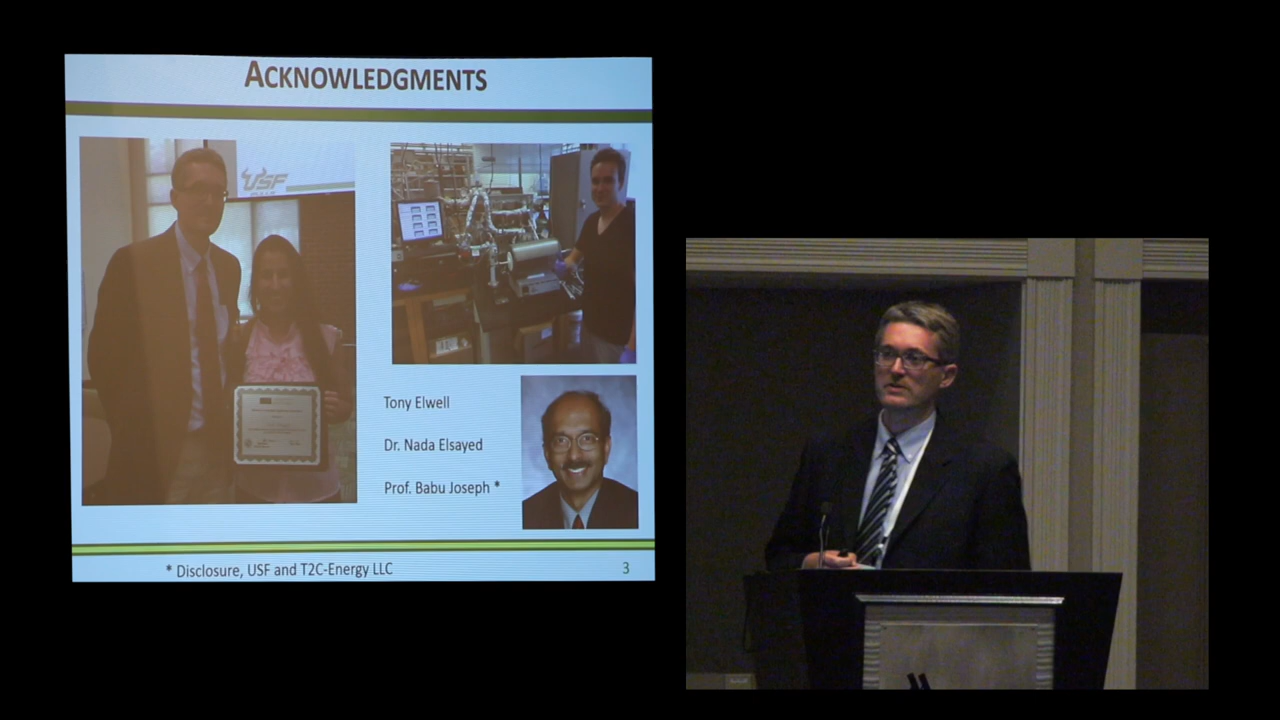 ACKNOWLEDGMENTS
USF
Tony Elwell
Dr. Nada Elsayed
Prof. Babu Joseph *
* Disclosure, USF and T2C-Energy LLC
3